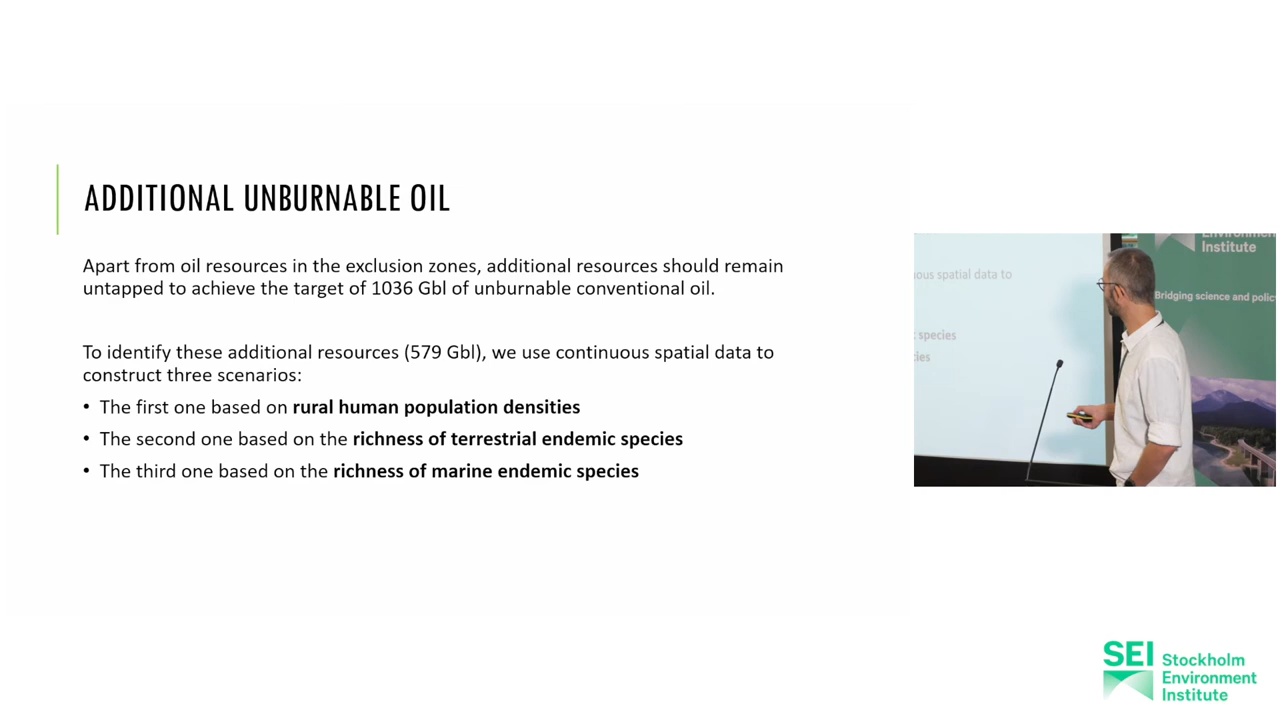 ADDITIONAL UNBURNABLE OIL
Apart from oil resources in the exclusion zones, additional resources should remain
untapped to achieve the target of 1036 Gbl of unburnable conventional oil.
To identify these additional resources (579 Gbl), we use continuous spatial data to
construct three scenarios:
• The first one based on rural human population densities
• The second one based on the richness of terrestrial endemic species
• The third one based on the richness of marine endemic species
spatial data to
species
Institute
Bridging science and
SEI Stockholm
Environment
Institute